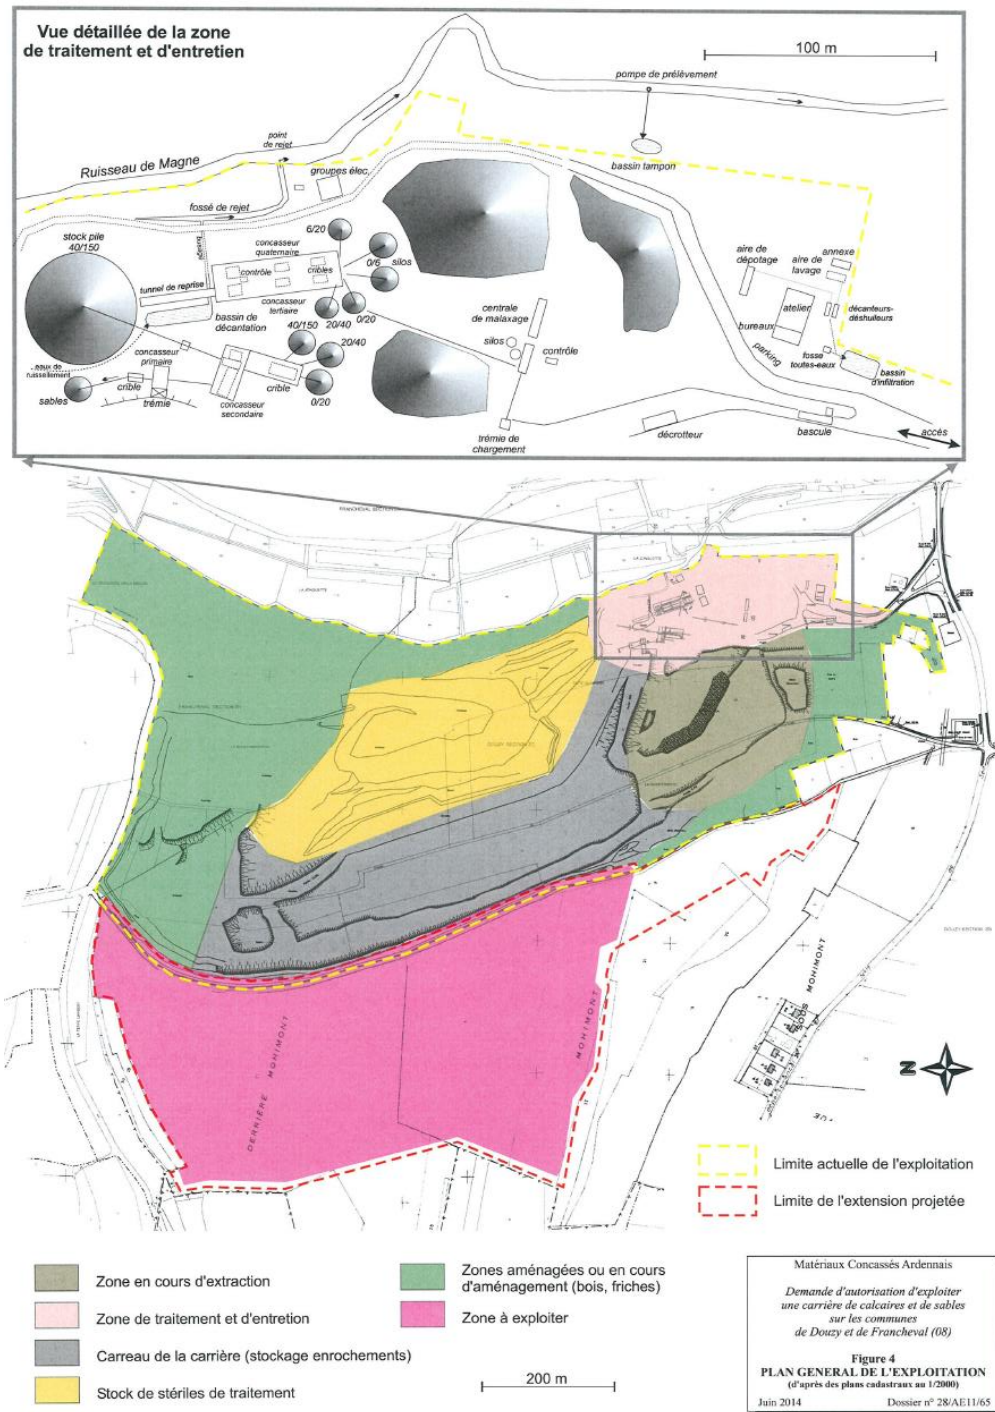 Vue détaillée de la zone
de traitement et d'entretien
100 m
pompe de prélèvement
point
de rejet
Ruisseau de Magne
groupes élec.
bassin tampon
fossé de rejet
stock pile
40/150
busage
6/20
concasseur
quaternaire
0/6
silos
contrôle
cribles
tunnel de reprise
concasseur
tertiaire
20/40
0/20
bassin de
décantation
40/150
20/40
concasseur
primaire
eaux de
ruissellement
crible
crible
sables
trémie
concasseur
secondaire
0/20
centrale
de malaxage
silos
contrôle
trémie de
chargement
aire de
dépotage
annexe
aire de
lavage
atelier
décanteurs-
déshuileurs
bureaux
parking
fosse
toutes-eaux
bassin
d'infiltration
décrotteur
bascule
accès
DERRIÈRE MOHIMONT
MOHIMONT
SOUS MOHIMONT
N
Limite actuelle de l'exploitation
Limite de l'extension projetée
Zone en cours d'extraction
Zone de traitement et d'entretien
Carreau de la carrière (stockage enrochements)
Stock de stériles de traitement
Zones aménagées ou en cours
d'aménagement (bois, friches)
Zone à exploiter
200 m
Matériaux Concassés Ardennais
Demande d'autorisation d'exploiter
une carrière de calcaires et de sables
sur les communes
de Douzy et de Francheval (08)
Figure 4
PLAN GENERAL DE L'EXPLOITATION
(d'après des plans cadastraux au 1/2000)
Juin 2014
Dossier n° 28/AE11/65